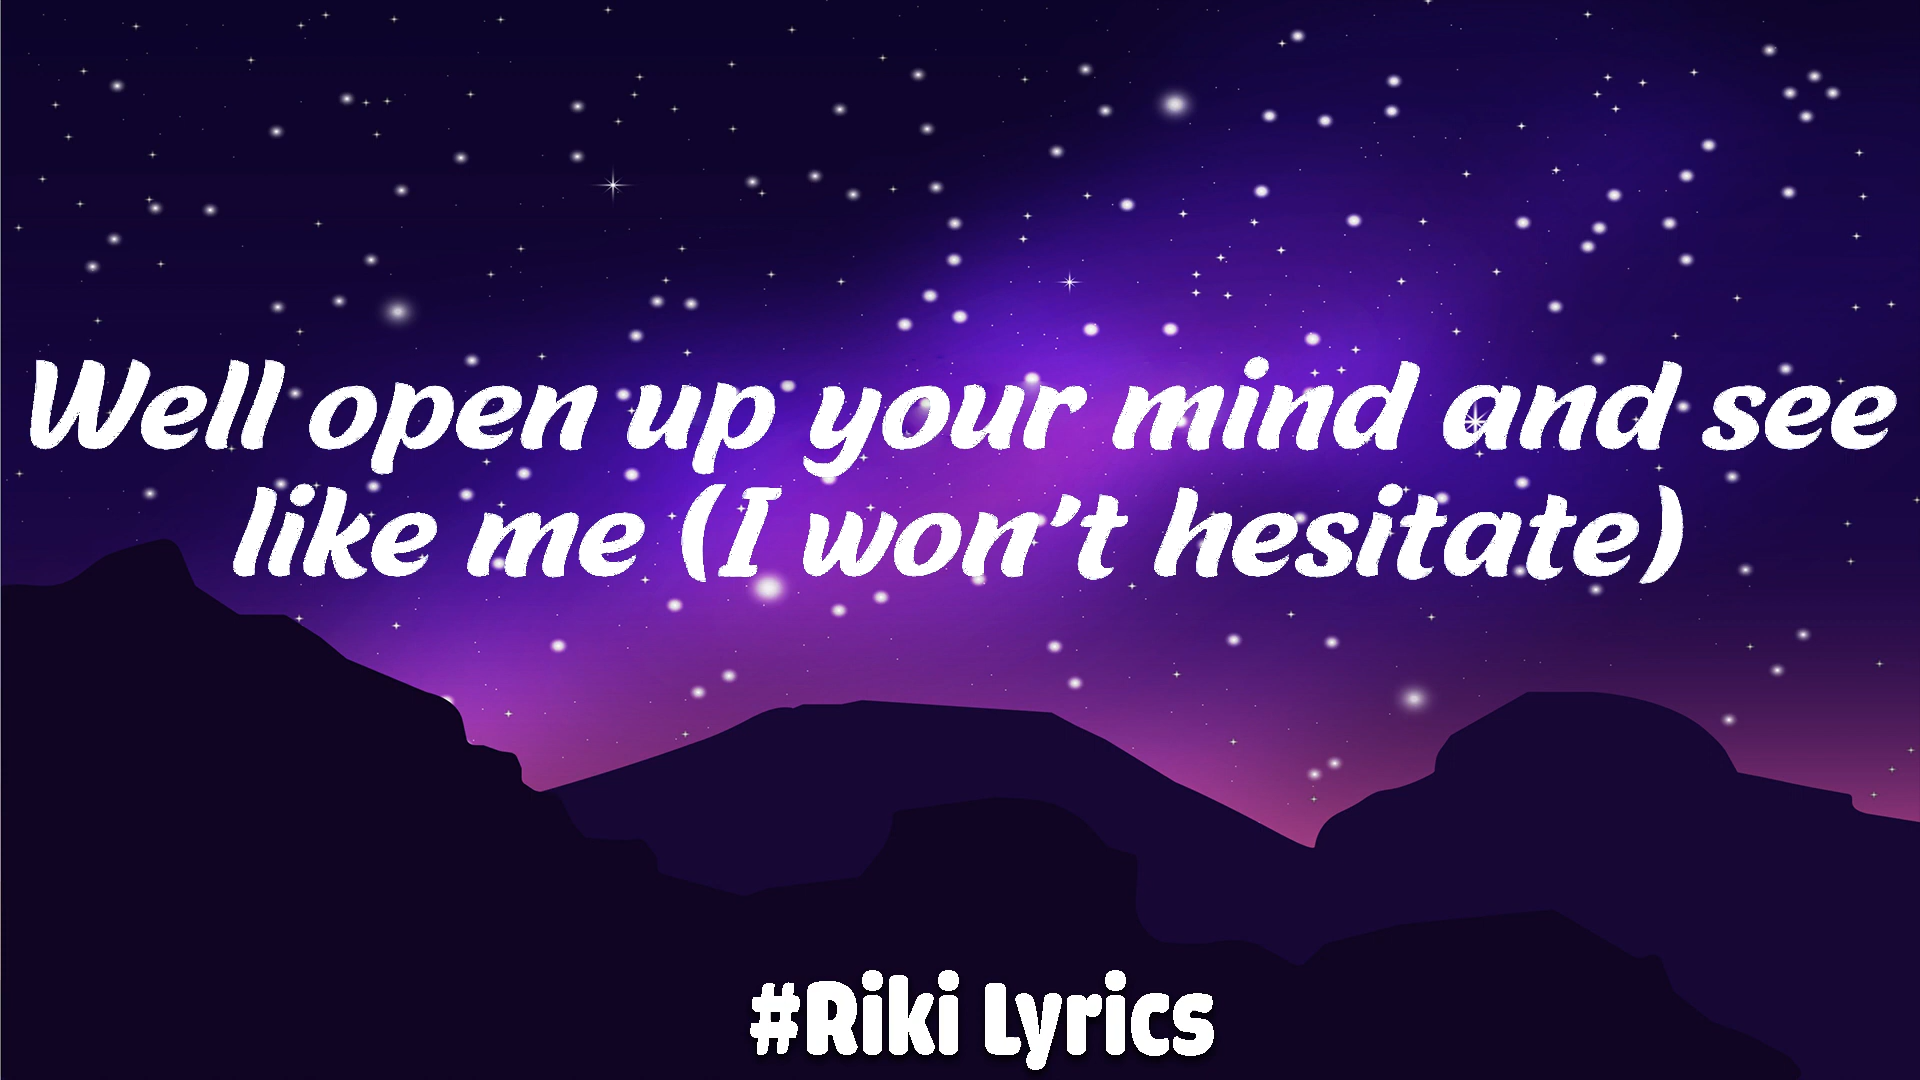 Well open up your mind and see
like me (I won't hesitate)
#Riki Lyrics